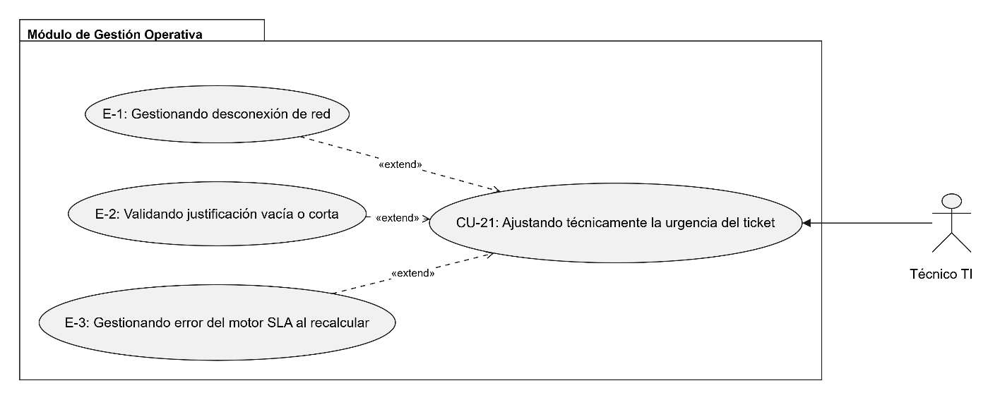 Módulo de Gestión Operativa
E-1: Gestionando desconexión de red
«extend»
E-2: Validando justificación vacía o corta
«extend»
CU-21: Ajustando técnicamente la urgencia del ticket
«extend»
Técnico TI
E-3: Gestionando error del motor SLA al recalcular